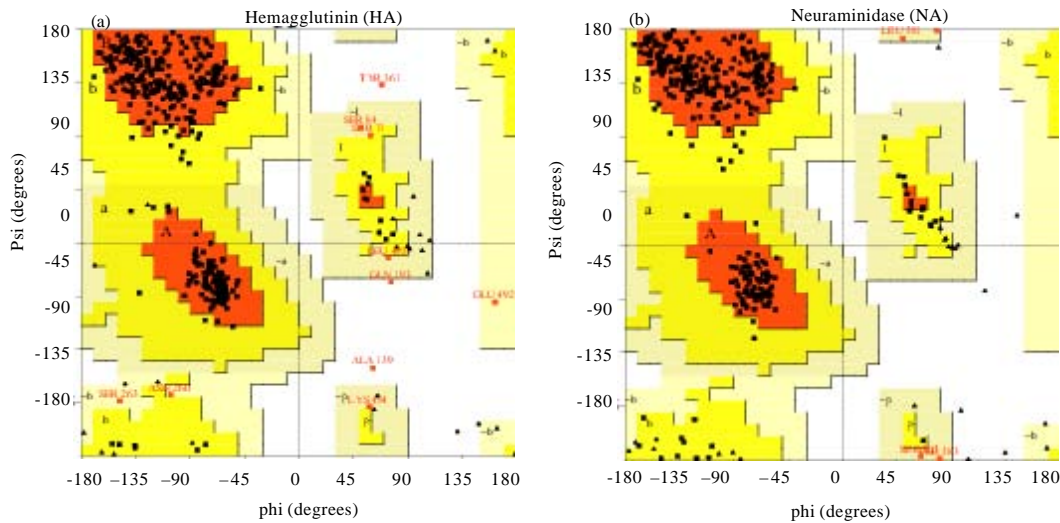 (a) Hemagglutinin (HA)
(b) Neuraminidase (NA)
Psi (degrees)
180
135
90
45
0
-45
-90
-135
-180
b
~b
~b
TYR 161
SER 84
~l
l
a
A
~a
GLN 193
GLU 492
ALA 130
SER 263
~b
b
~p
p
~b
-180 -135 -90 -45 0 45 90 135 180
phi (degrees)
Psi (degrees)
180
135
90
45
0
-45
-90
-135
-180
b
~b
~b
~l
l
a
A
~a
~b
b
~p
p
~b
-180 -135 -90 -45 0 45 90 135 180
phi (degrees)